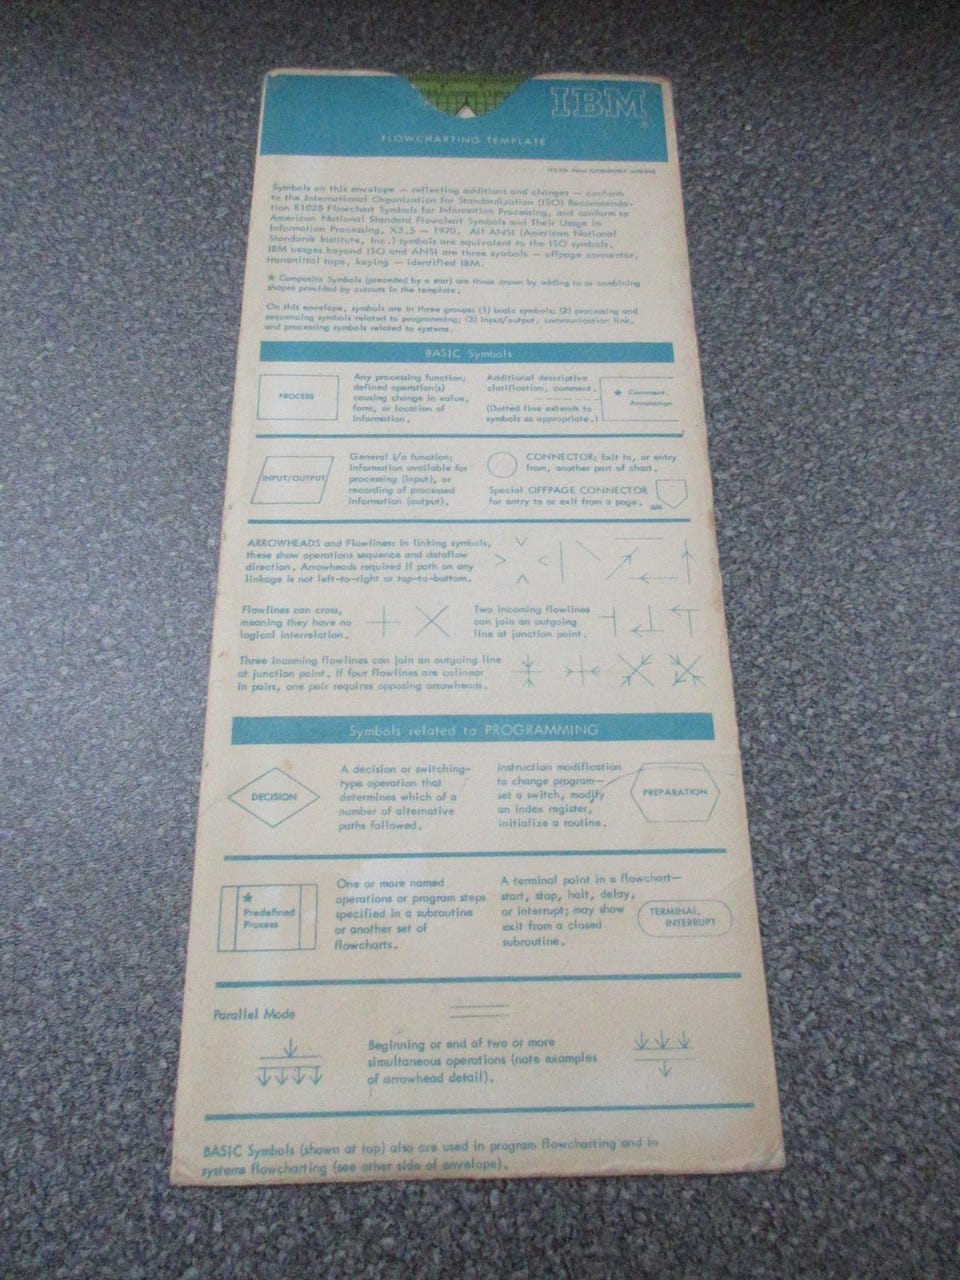 IBM
®
FLOWCHARTING TEMPLATE
Symbols on this envelope — reflecting additions and changes — conform
to the International Organization for Standardization (ISO) Recommenda-
tion R1028 Flowchart Symbols for Information Processing, and conform to
American National Standard Flowchart Symbols and Their Usage in
Information Processing, X3.5 — 1970. All ANSI (American National
Standards Institute, Inc.) symbols are equivalent to the ISO symbols.
IBM usages beyond ISO and ANSI are three symbols — offpage connector,
transmittal tape, keying — identified IBM.
★ Composite Symbols (preceded by a star) are those drawn by adding to or combining
shapes provided by cutouts in the template.
On this envelope, symbols are in three groups: (1) basic symbols; (2) processing and
sequencing symbols related to programming; (3) input/output, communication link,
and processing symbols related to systems.
BASIC Symbols
PROCESS
Any processing function;
defined operation(s)
causing change in value,
form, or location of
information.
Additional descriptive
clarification, comment.
(Dotted line extends to
symbols as appropriate.)
★ Comment,
Annotation
INPUT/OUTPUT
General i/o function;
information available for
processing (input), or
recording of processed
information (output).
CONNECTOR: Exit to, or entry
from, another part of chart.
Special OFFPAGE CONNECTOR
for entry to or exit from a page.
IBM
ARROWHEADS and Flowlines: In linking symbols,
these show operations sequence and dataflow
direction. Arrowheads required if path on any
linkage is not left-to-right or top-to-bottom.
Flowlines can cross,
meaning they have no
logical interrelation.
Two incoming flowlines
can join an outgoing
line at junction point.
Three incoming flowlines can join an outgoing line
at junction point. If four flowlines are colinear
in pairs, one pair requires opposing arrowheads.
Symbols related to PROGRAMMING
DECISION
A decision or switching-
type operation that
determines which of a
number of alternative
paths followed.
Instruction modification
to change program—
set a switch, modify
an index register,
initialize a routine.
PREPARATION
★
Predefined
Process
One or more named
operations or program steps
specified in a subroutine
or another set of
flowcharts.
A terminal point in a flowchart—
start, stop, halt, delay,
or interrupt; may show
exit from a closed
subroutine.
TERMINAL,
INTERRUPT
Parallel Mode
Beginning or end of two or more
simultaneous operations (note examples
of arrowhead detail).
BASIC Symbols (shown at top) also are used in program flowcharting and in
systems flowcharting (see other side of envelope).